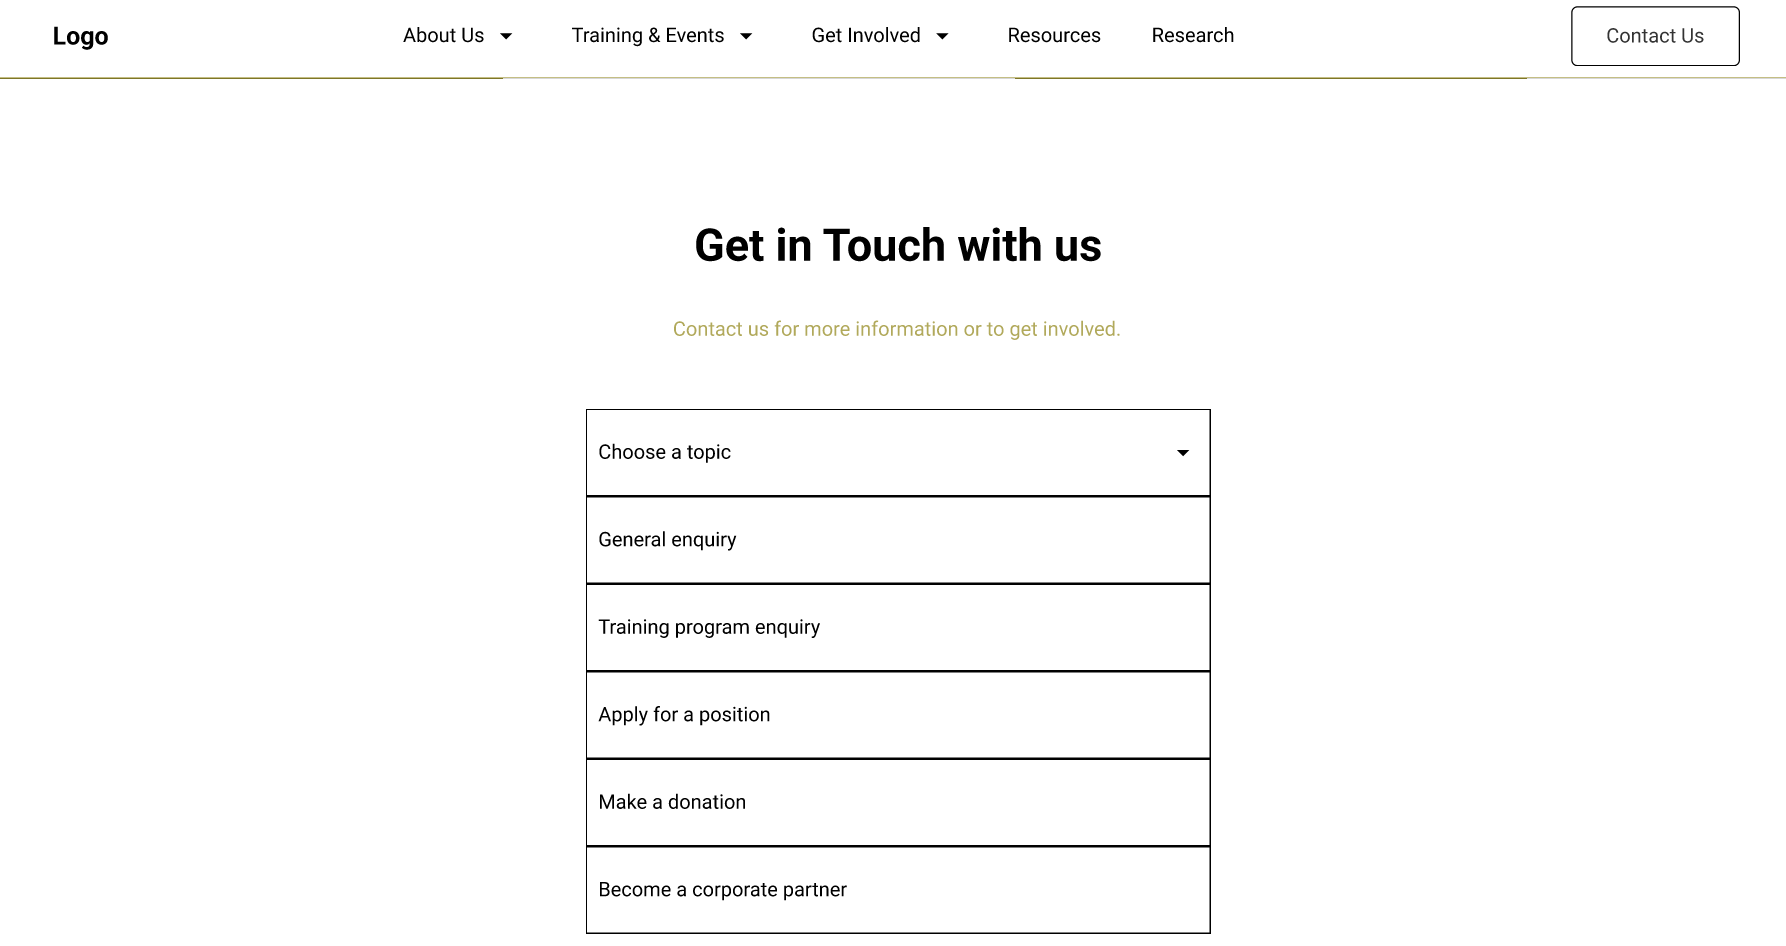 Logo
About Us
Training & Events
Get Involved
Resources
Research
Contact Us
Get in Touch with us
Contact us for more information or to get involved.
Choose a topic
General enquiry
Training program enquiry
Apply for a position
Make a donation
Become a corporate partner